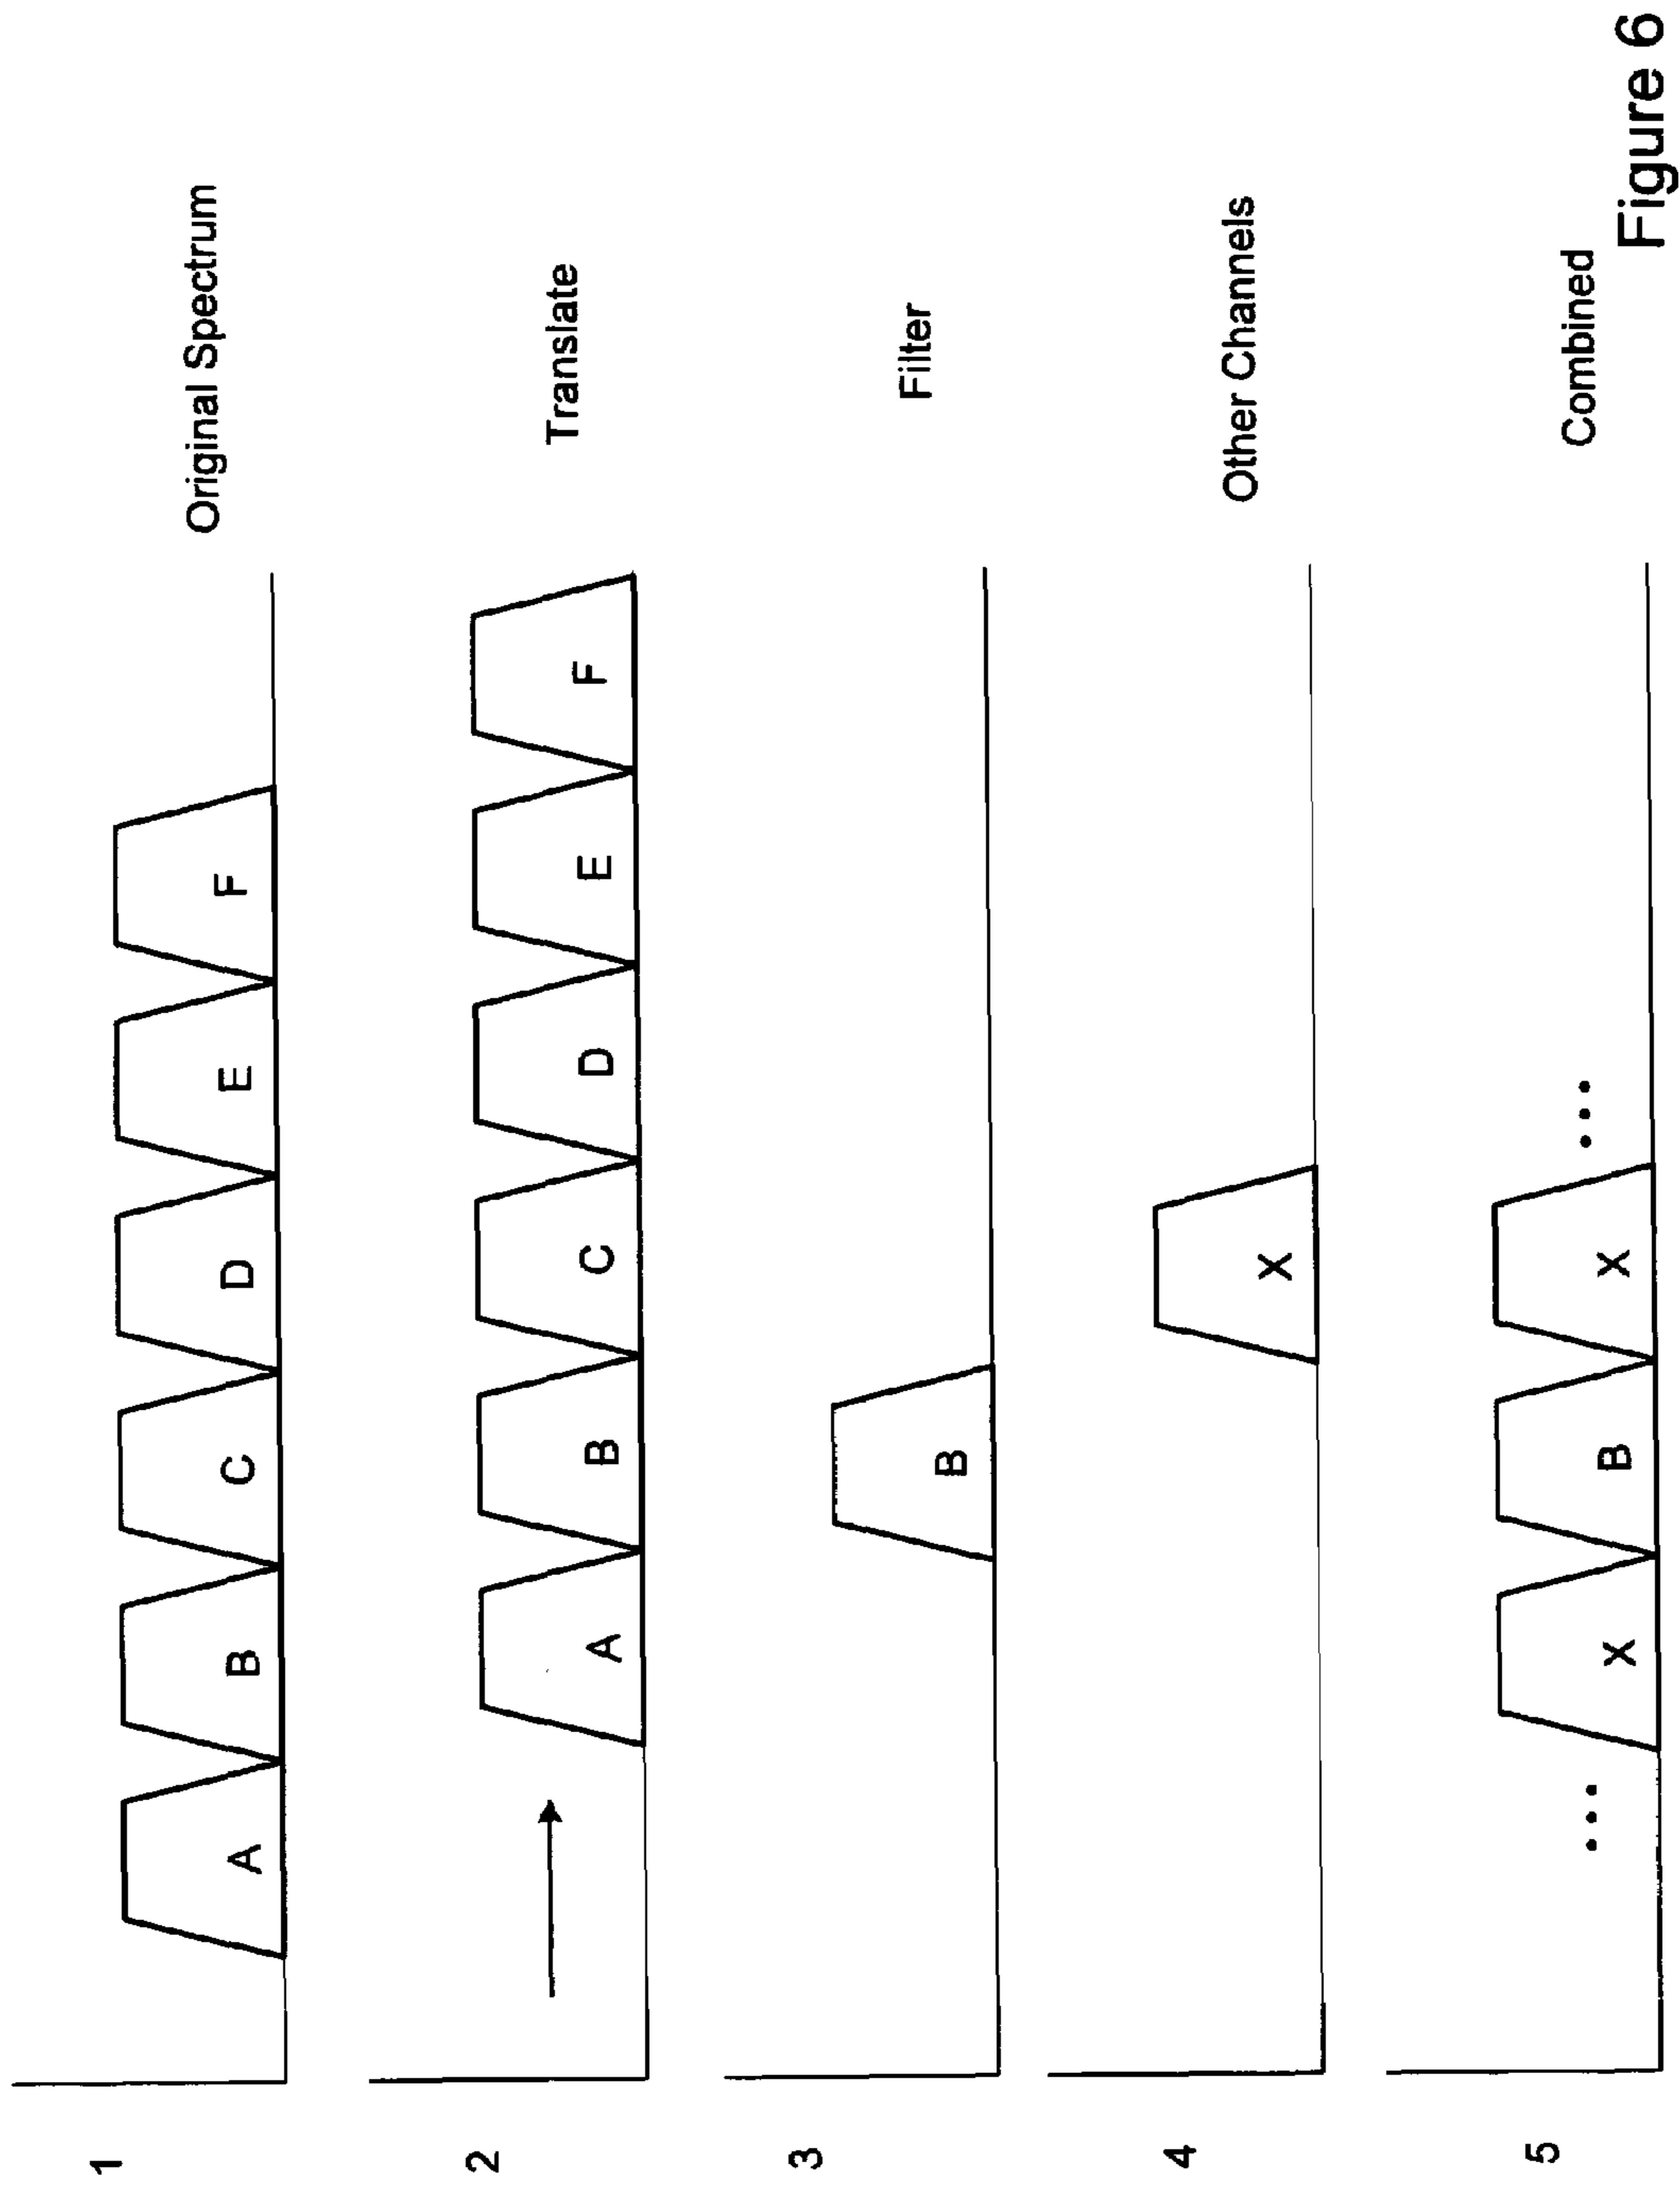 1
A B C D E F
Original Spectrum
2
A B C D E F
Translate
3
B
Filter
4
X
Other Channels
5
... X B X ...
Combined
Figure 6